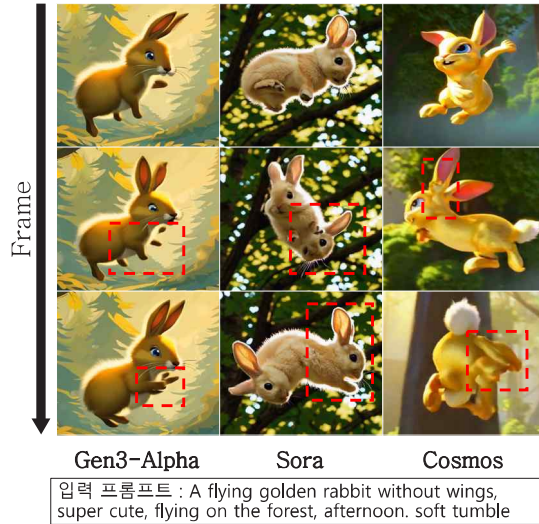 Frame
Gen3-Alpha Sora Cosmos
입력 프롬프트 : A flying golden rabbit without wings,
super cute, flying on the forest, afternoon. soft tumble